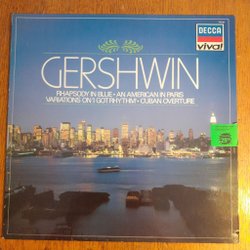 DECCA
viva!
GERSHWIN
RHAPSODY IN BLUE • AN AMERICAN IN PARIS
VARIATIONS ON 'I GOT RHYTHM' • CUBAN OVERTURE